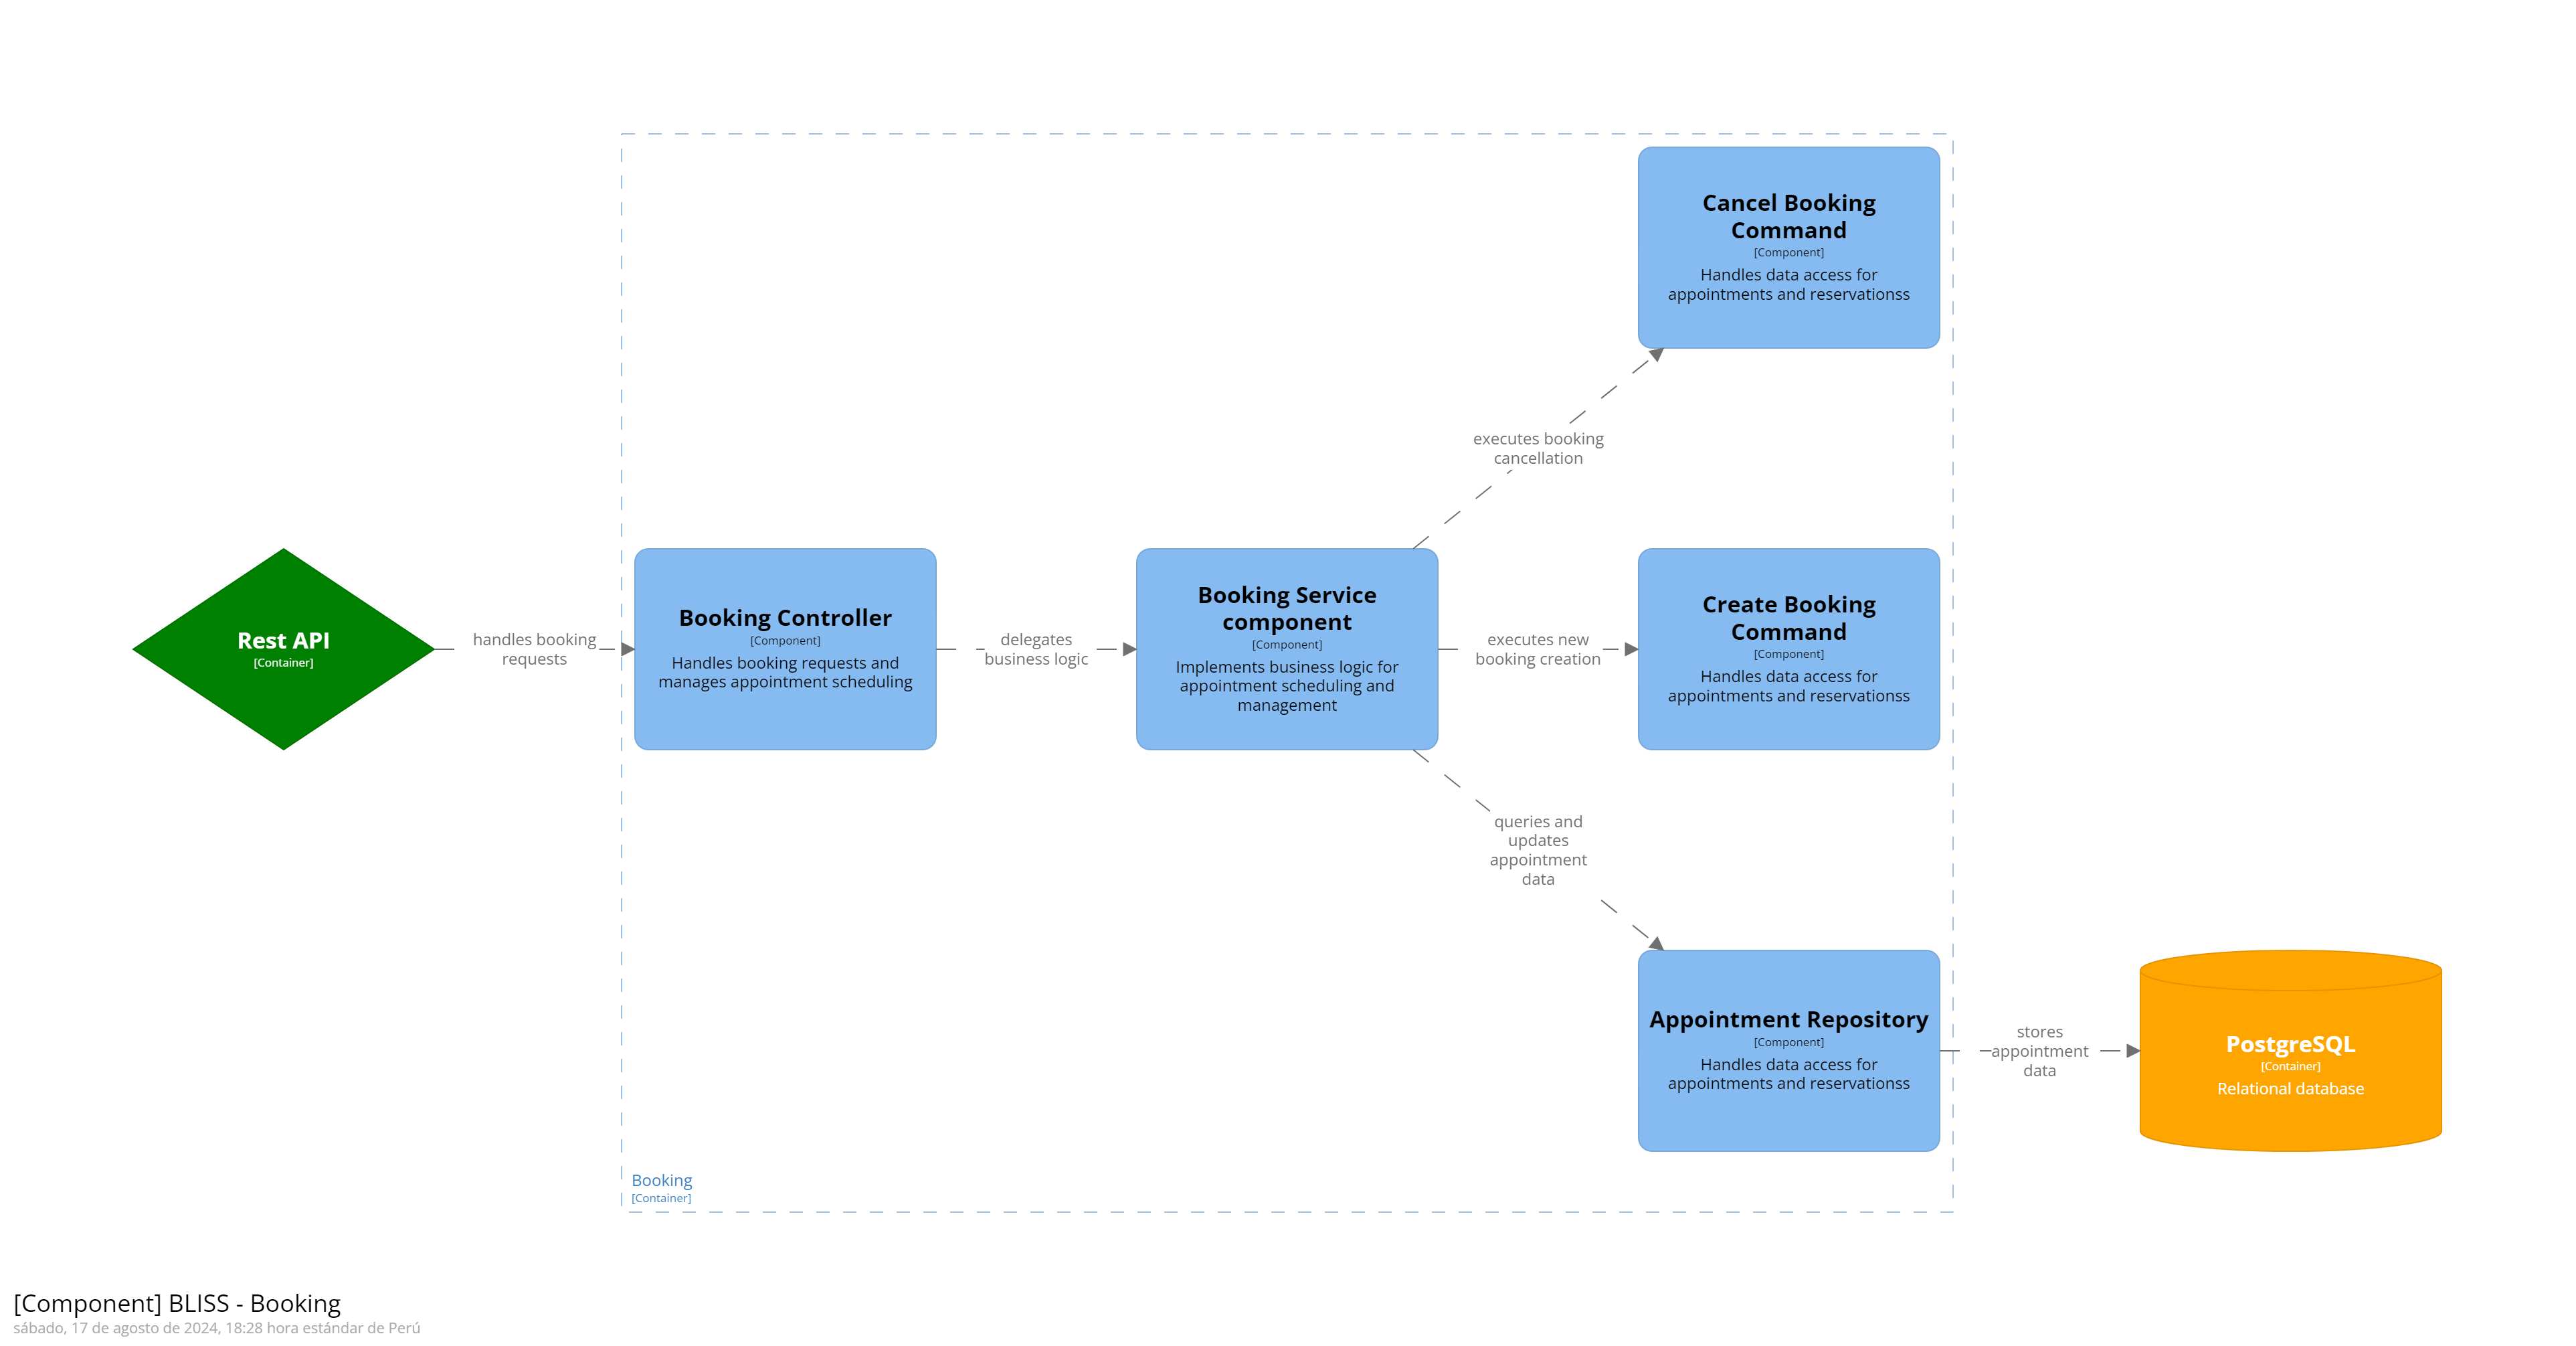 Cancel Booking
Command
[Component]
Handles data access for
appointments and reservationss
executes booking
cancellation
Rest API
[Container]
handles booking
requests
Booking Controller
[Component]
Handles booking requests and
manages appointment scheduling
delegates
business logic
Booking Service
component
[Component]
Implements business logic for
appointment scheduling and
management
executes new
booking creation
Create Booking
Command
[Component]
Handles data access for
appointments and reservationss
queries and
updates
appointment
data
Appointment Repository
[Component]
Handles data access for
appointments and reservationss
stores
appointment
data
PostgreSQL
[Container]
Relational database
Booking
[Container]
[Component] BLISS - Booking
sábado, 17 de agosto de 2024, 18:28 hora estándar de Perú